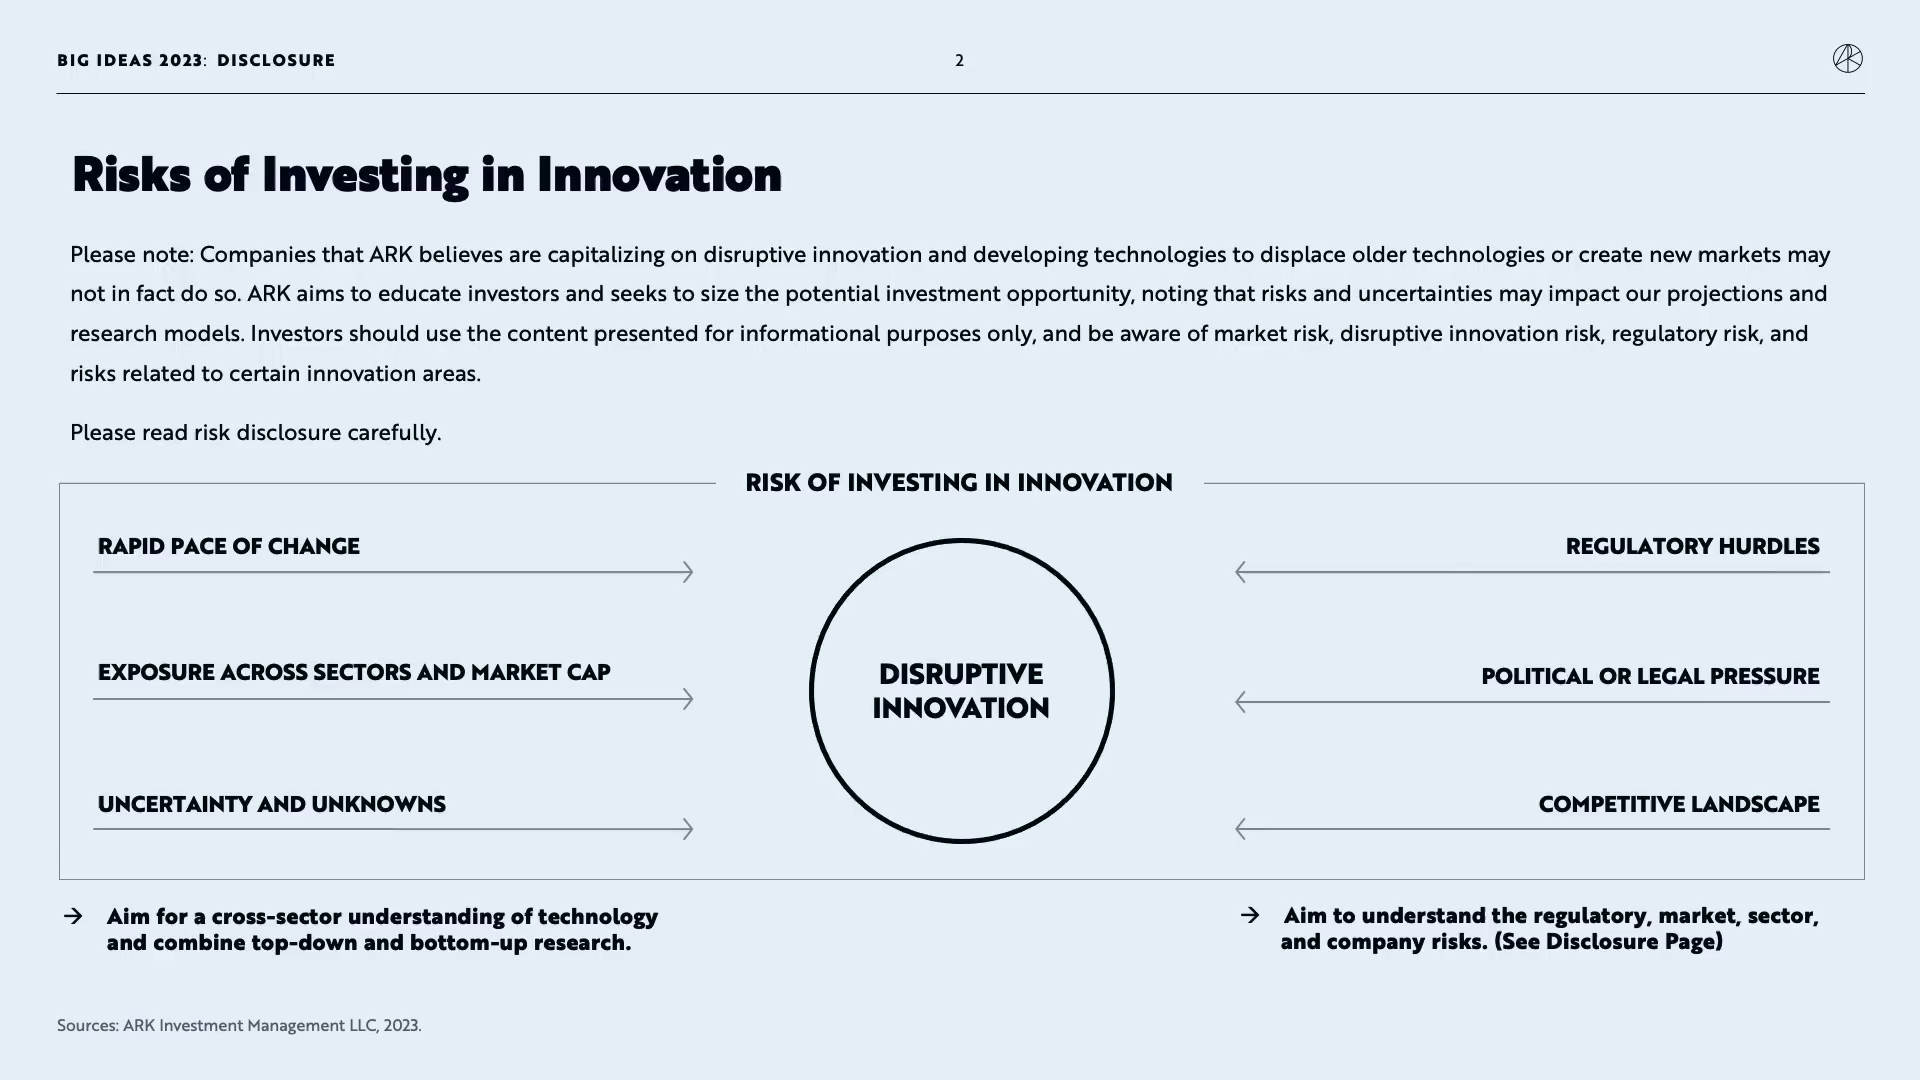 BIG IDEAS 2023: DISCLOSURE
2
Risks of Investing in Innovation
Please note: Companies that ARK believes are capitalizing on disruptive innovation and developing technologies to displace older technologies or create new markets may
not in fact do so. ARK aims to educate investors and seeks to size the potential investment opportunity, noting that risks and uncertainties may impact our projections and
research models. Investors should use the content presented for informational purposes only, and be aware of market risk, disruptive innovation risk, regulatory risk, and
risks related to certain innovation areas.
Please read risk disclosure carefully.
RISK OF INVESTING IN INNOVATION
RAPID PACE OF CHANGE
EXPOSURE ACROSS SECTORS AND MARKET CAP
UNCERTAINTY AND UNKNOWNS
DISRUPTIVE
INNOVATION
REGULATORY HURDLES
POLITICAL OR LEGAL PRESSURE
COMPETITIVE LANDSCAPE
→ Aim for a cross-sector understanding of technology
and combine top-down and bottom-up research.
→ Aim to understand the regulatory, market, sector,
and company risks. (See Disclosure Page)
Sources: ARK Investment Management LLC, 2023.